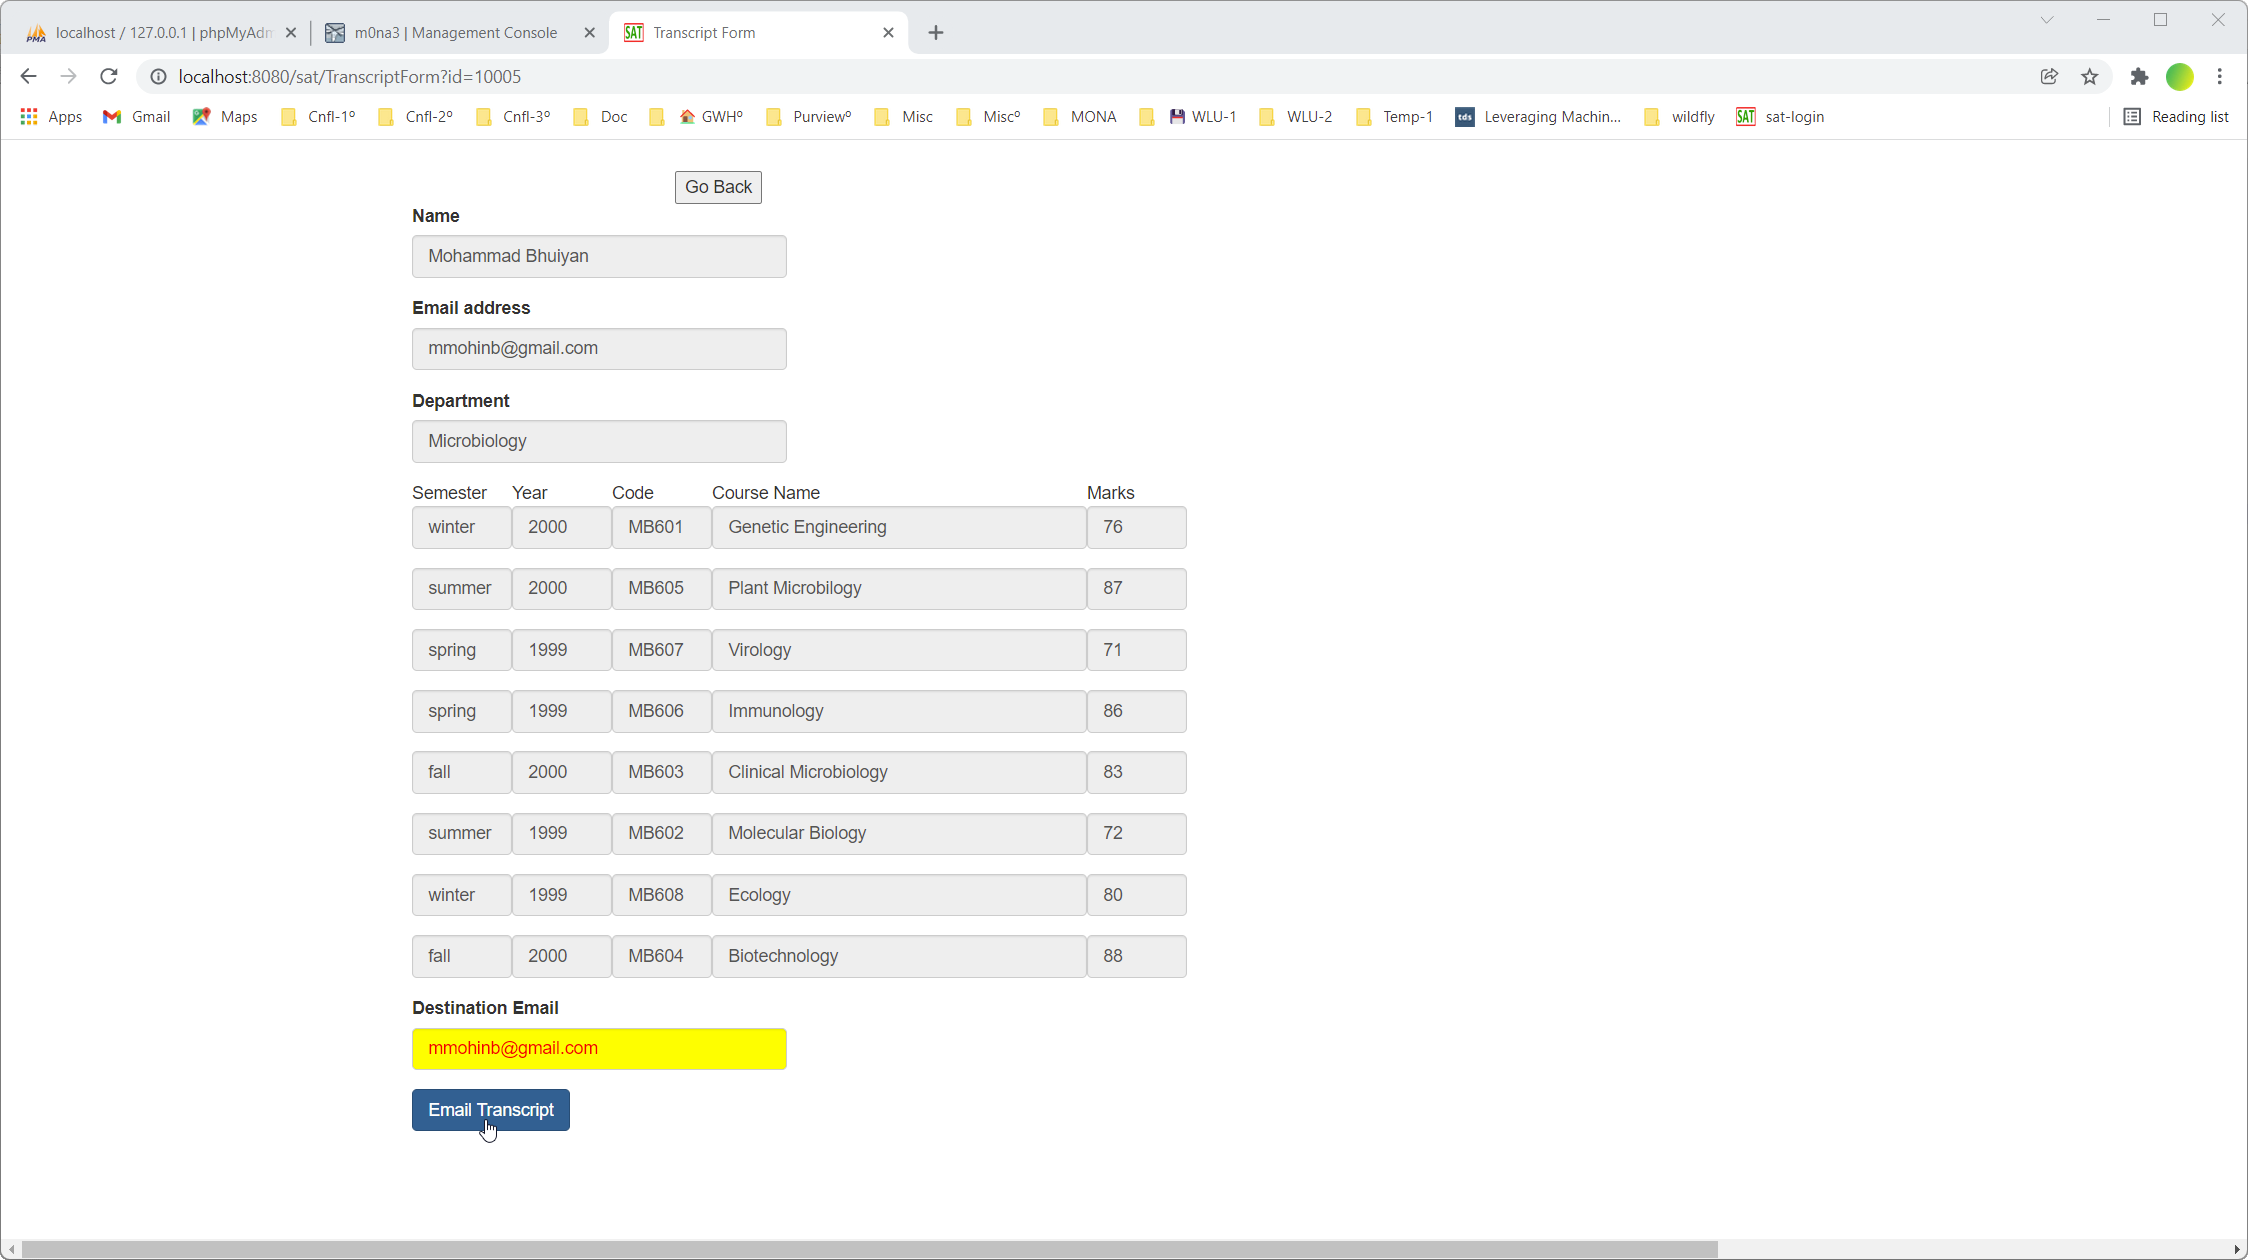 localhost / 127.0.0.1 | phpMyAdm
m0na3 | Management Console
SAT Transcript Form
localhost:8080/sat/TranscriptForm?id=10005
Apps Gmail Maps Cnfl-1º Cnfl-2º Cnfl-3º Doc GWHº Purviewº Misc Miscº MONA WLU-1 WLU-2 Temp-1 tds Leveraging Machin... wildfly SAT sat-login Reading list
Go Back
Name
Mohammad Bhuiyan
Email address
mmohinb@gmail.com
Department
Microbiology
Semester Year Code Course Name Marks
winter 2000 MB601 Genetic Engineering 76
summer 2000 MB605 Plant Microbilogy 87
spring 1999 MB607 Virology 71
spring 1999 MB606 Immunology 86
fall 2000 MB603 Clinical Microbiology 83
summer 1999 MB602 Molecular Biology 72
winter 1999 MB608 Ecology 80
fall 2000 MB604 Biotechnology 88
Destination Email
mmohinb@gmail.com
Email Transcript